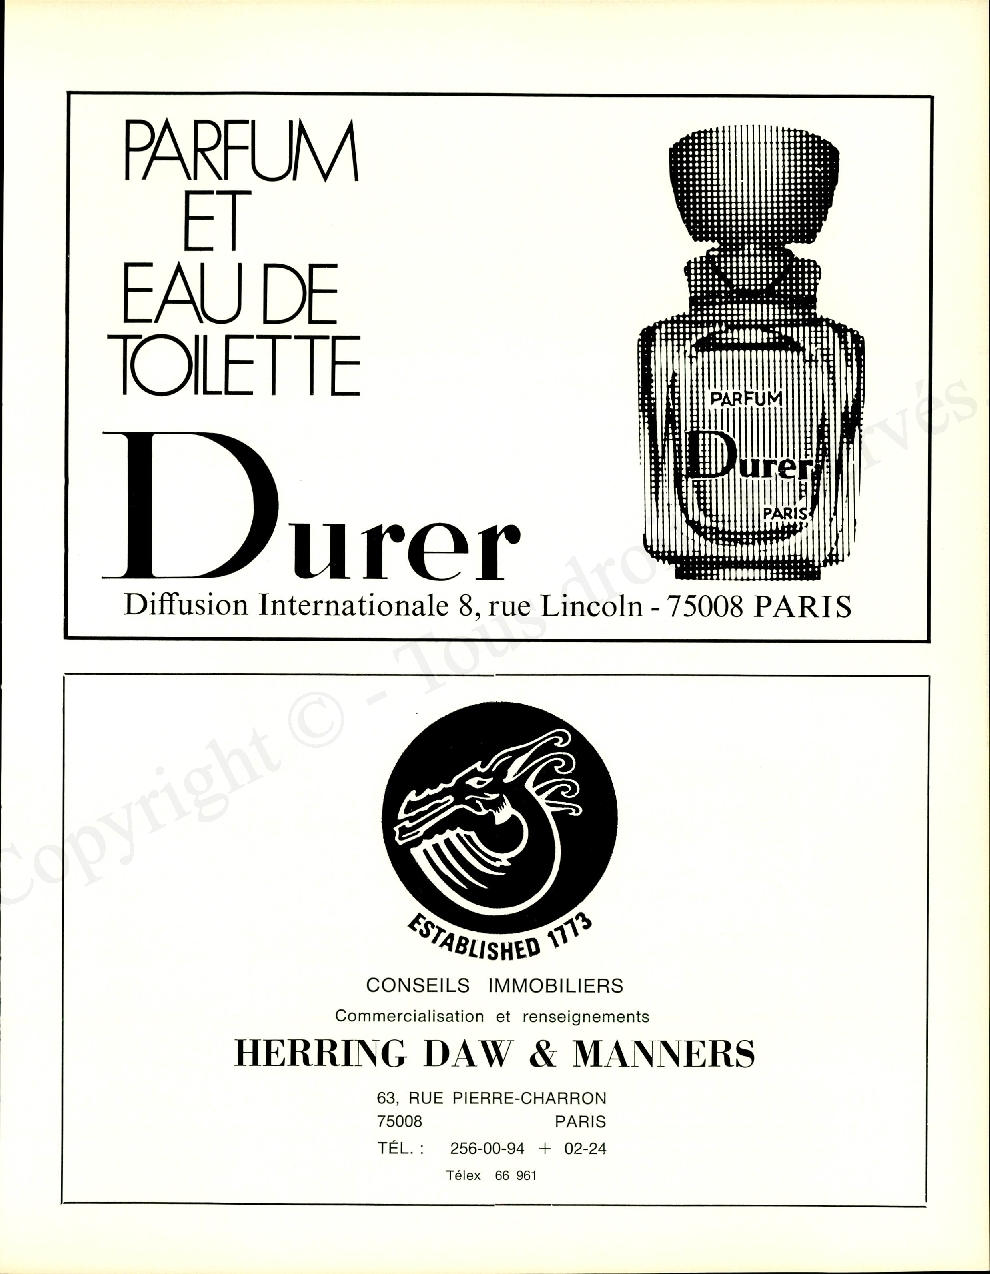 PARFUM
ET
EAU DE
TOILETTE
Durer
PARFUM
Durer
PARIS
Diffusion Internationale 8, rue Lincoln - 75008 PARIS
Copyright © - Tous droits réservés
ESTABLISHED 1773
CONSEILS IMMOBILIERS
Commercialisation et renseignements
HERRING DAW & MANNERS
63, RUE PIERRE-CHARRON
75008 PARIS
TÉL. : 256-00-94 + 02-24
Télex 66 961